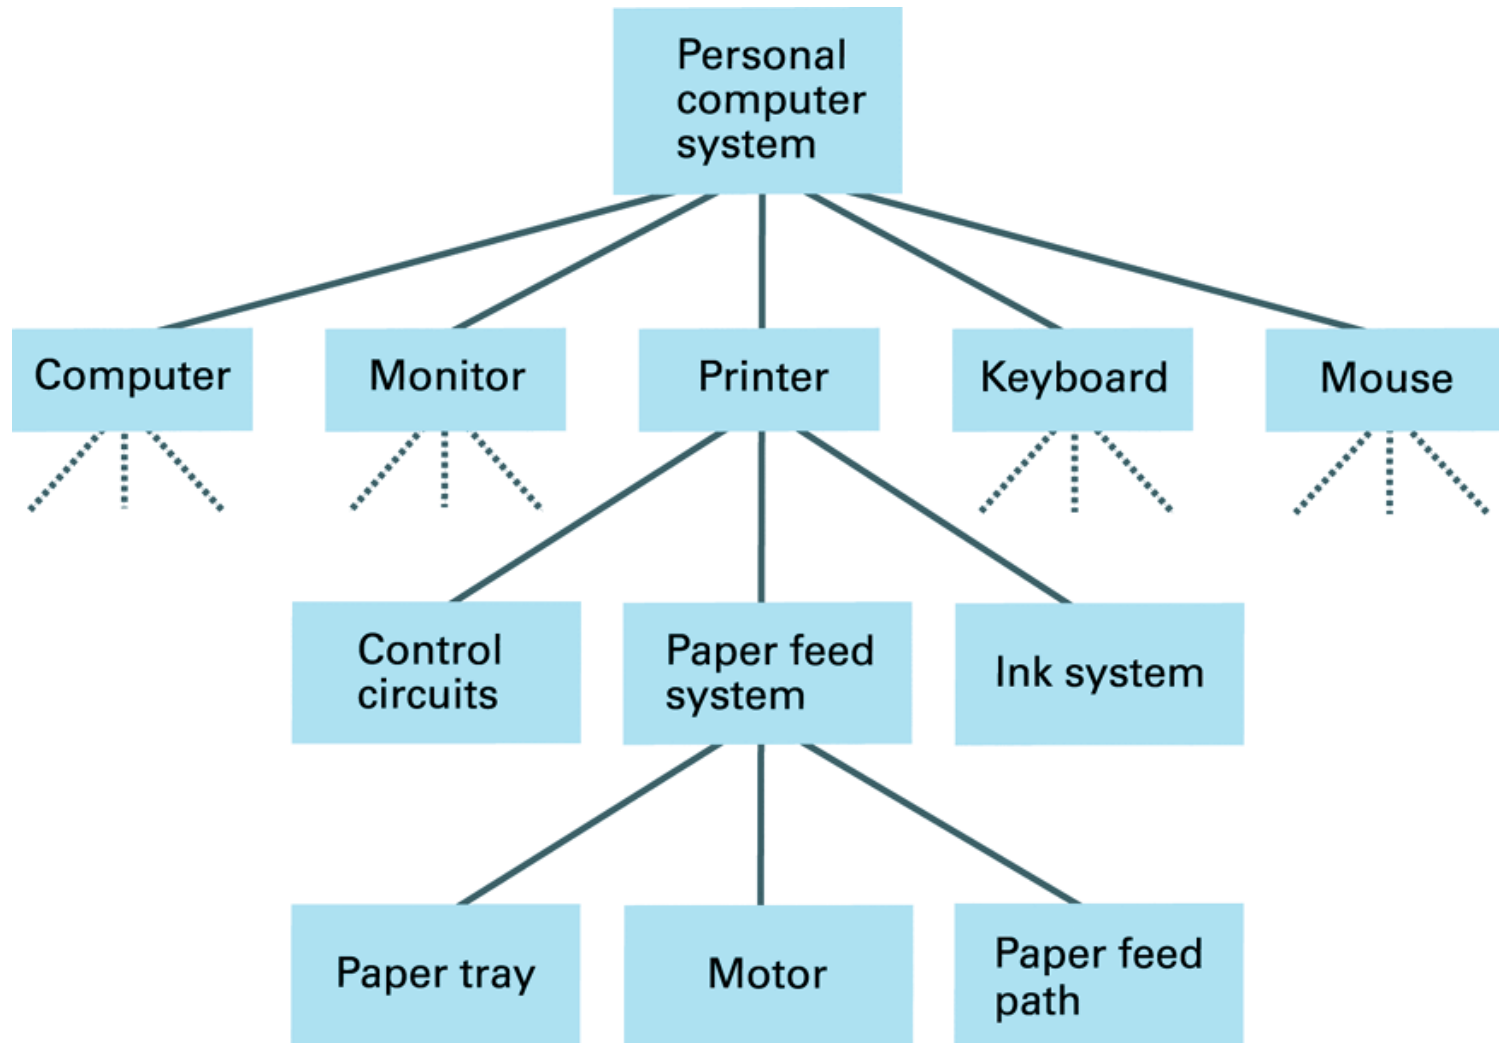 Personal
computer
system
Computer
Monitor
Printer
Keyboard
Mouse
Control
circuits
Paper feed
system
Ink system
Paper tray
Motor
Paper feed
path